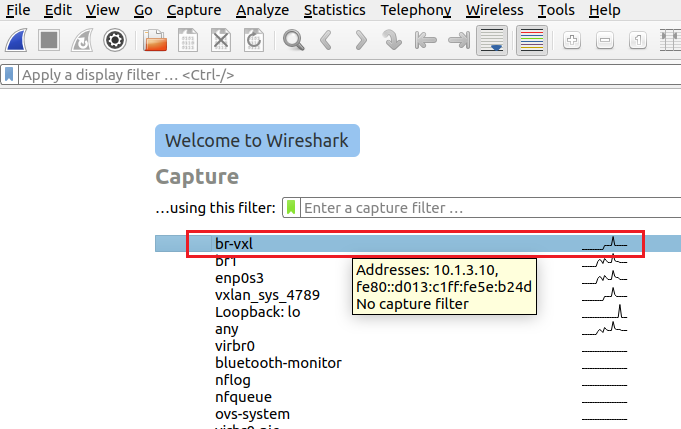 File Edit View Go Capture Analyze Statistics Telephony Wireless Tools Help
Apply a display filter … <Ctrl-/>
Welcome to Wireshark
Capture
…using this filter: Enter a capture filter …
br-vxl
br1
enp0s3
vxlan_sys_4789
Loopback: lo
any
virbr0
bluetooth-monitor
nflog
nfqueue
ovs-system
Addresses: 10.1.3.10,
fe80::d013:c1ff:fe5e:b24d
No capture filter